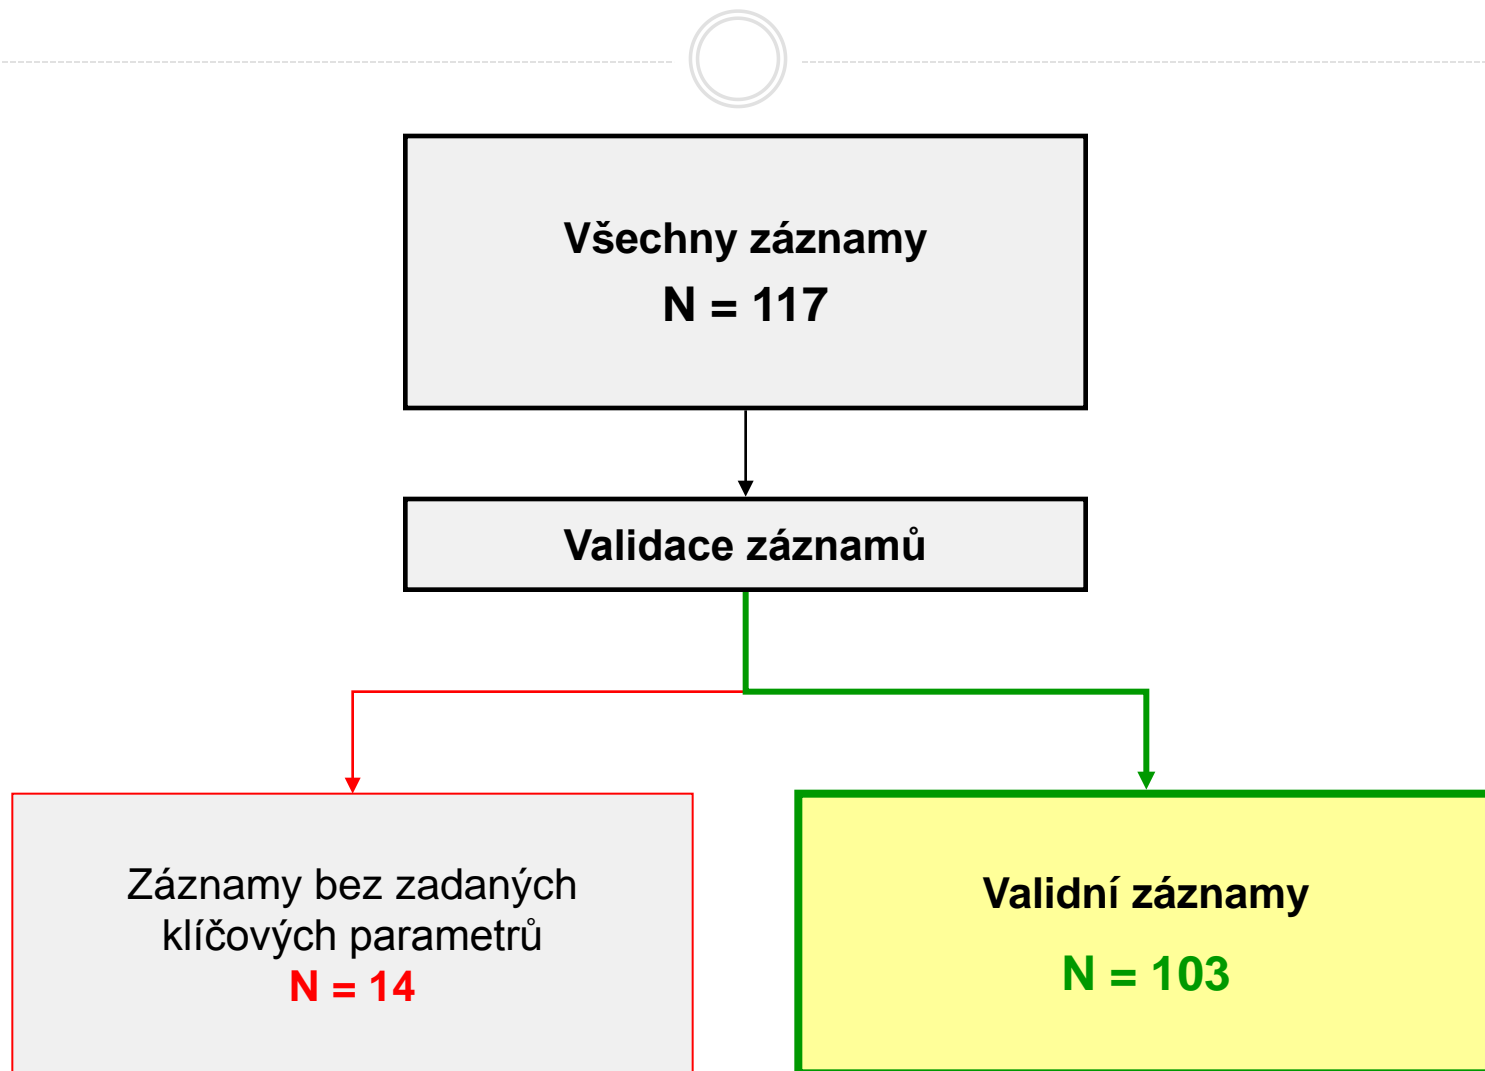 Všechny záznamy
N = 117
Validace záznamů
Záznamy bez zadaných
klíčových parametrů
N = 14
Validní záznamy
N = 103